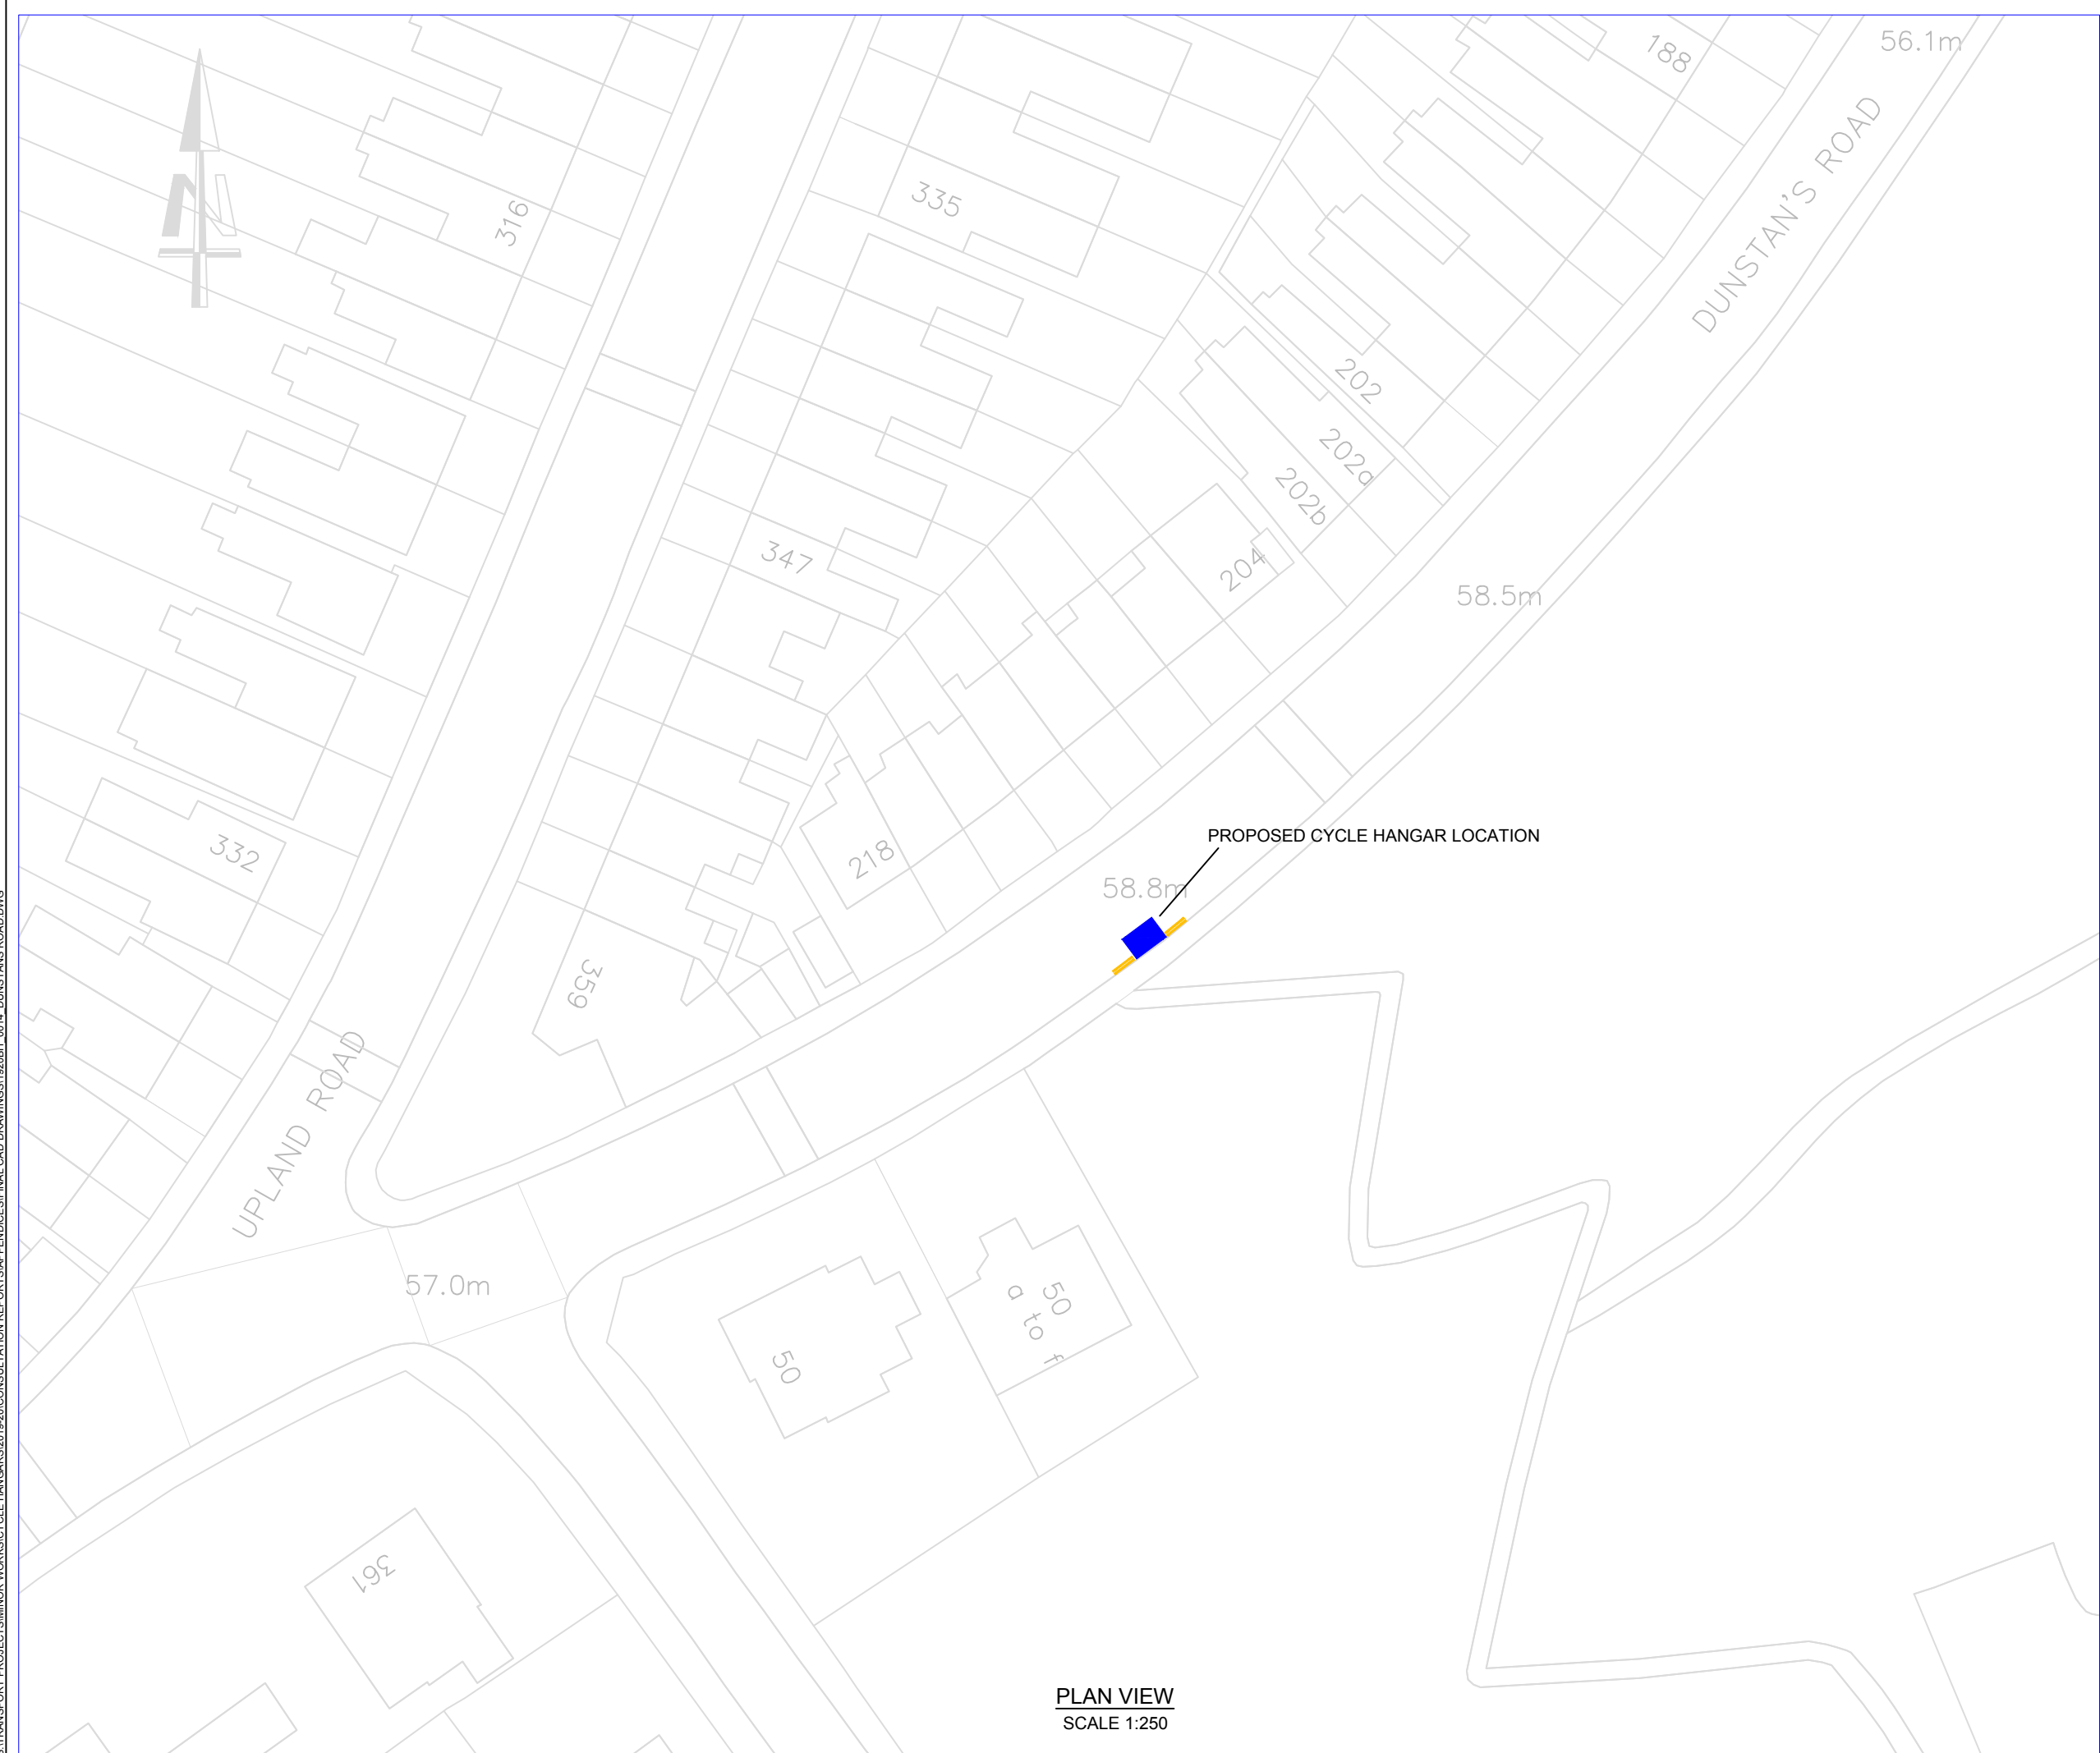 56.1m
188
N
DUNSTAN'S ROAD
316
335
202
202a
202b
204
347
58.5m
PROPOSED CYCLE HANGAR LOCATION
58.8m
218
332
359
UPLAND ROAD
57.0m
50
50
a to f
361
PLAN VIEW
SCALE 1:250